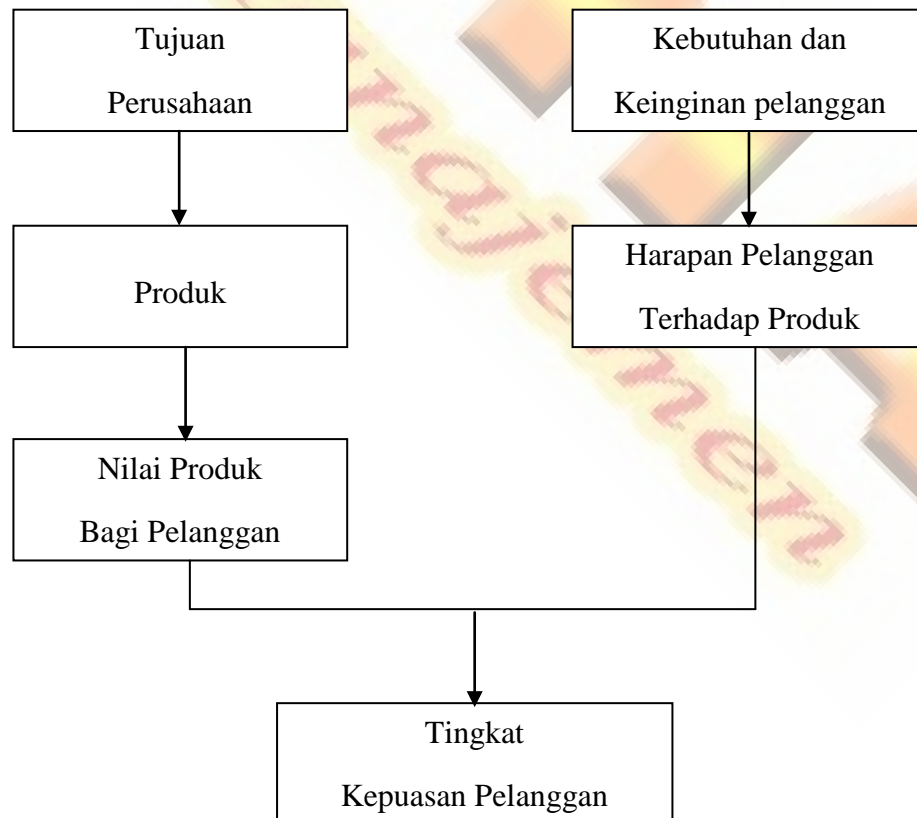 Tujuan
Perusahaan
Kebutuhan dan
Keinginan pelanggan
Produk
Harapan Pelanggan
Terhadap Produk
Nilai Produk
Bagi Pelanggan
Tingkat
Kepuasan Pelanggan